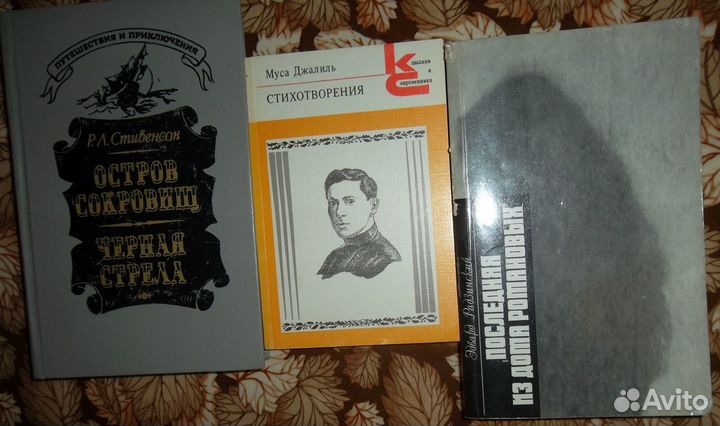 ПУТЕШЕСТВИЯ И ПРИКЛЮЧЕНИЯ
Р.Л. Стивенсон
ОСТРОВ
СОКРОВИЩ
ЧЕРНАЯ
СТРЕЛА
Муса Джалиль
СТИХОТВОРЕНИЯ
Классики и
Современники
Эдвард Радзинский
ПОСЛЕДНЯЯ
ИЗ ДОМА РОМАНОВЫХ
Avito